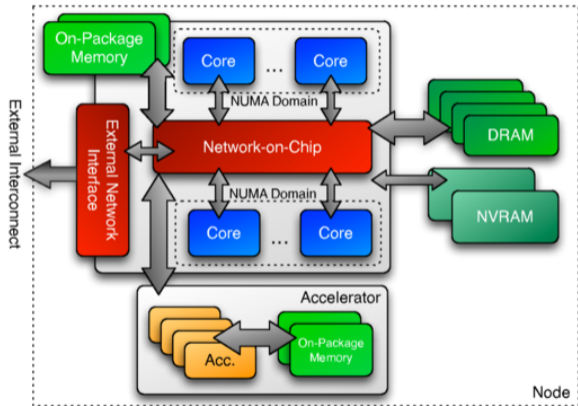 On-Package
Memory
Core
...
Core
NUMA Domain
External Interconnect
External Network
Interface
Network-on-Chip
DRAM
NUMA Domain
Core
...
Core
NVRAM
Accelerator
Acc.
On-Package
Memory
Node